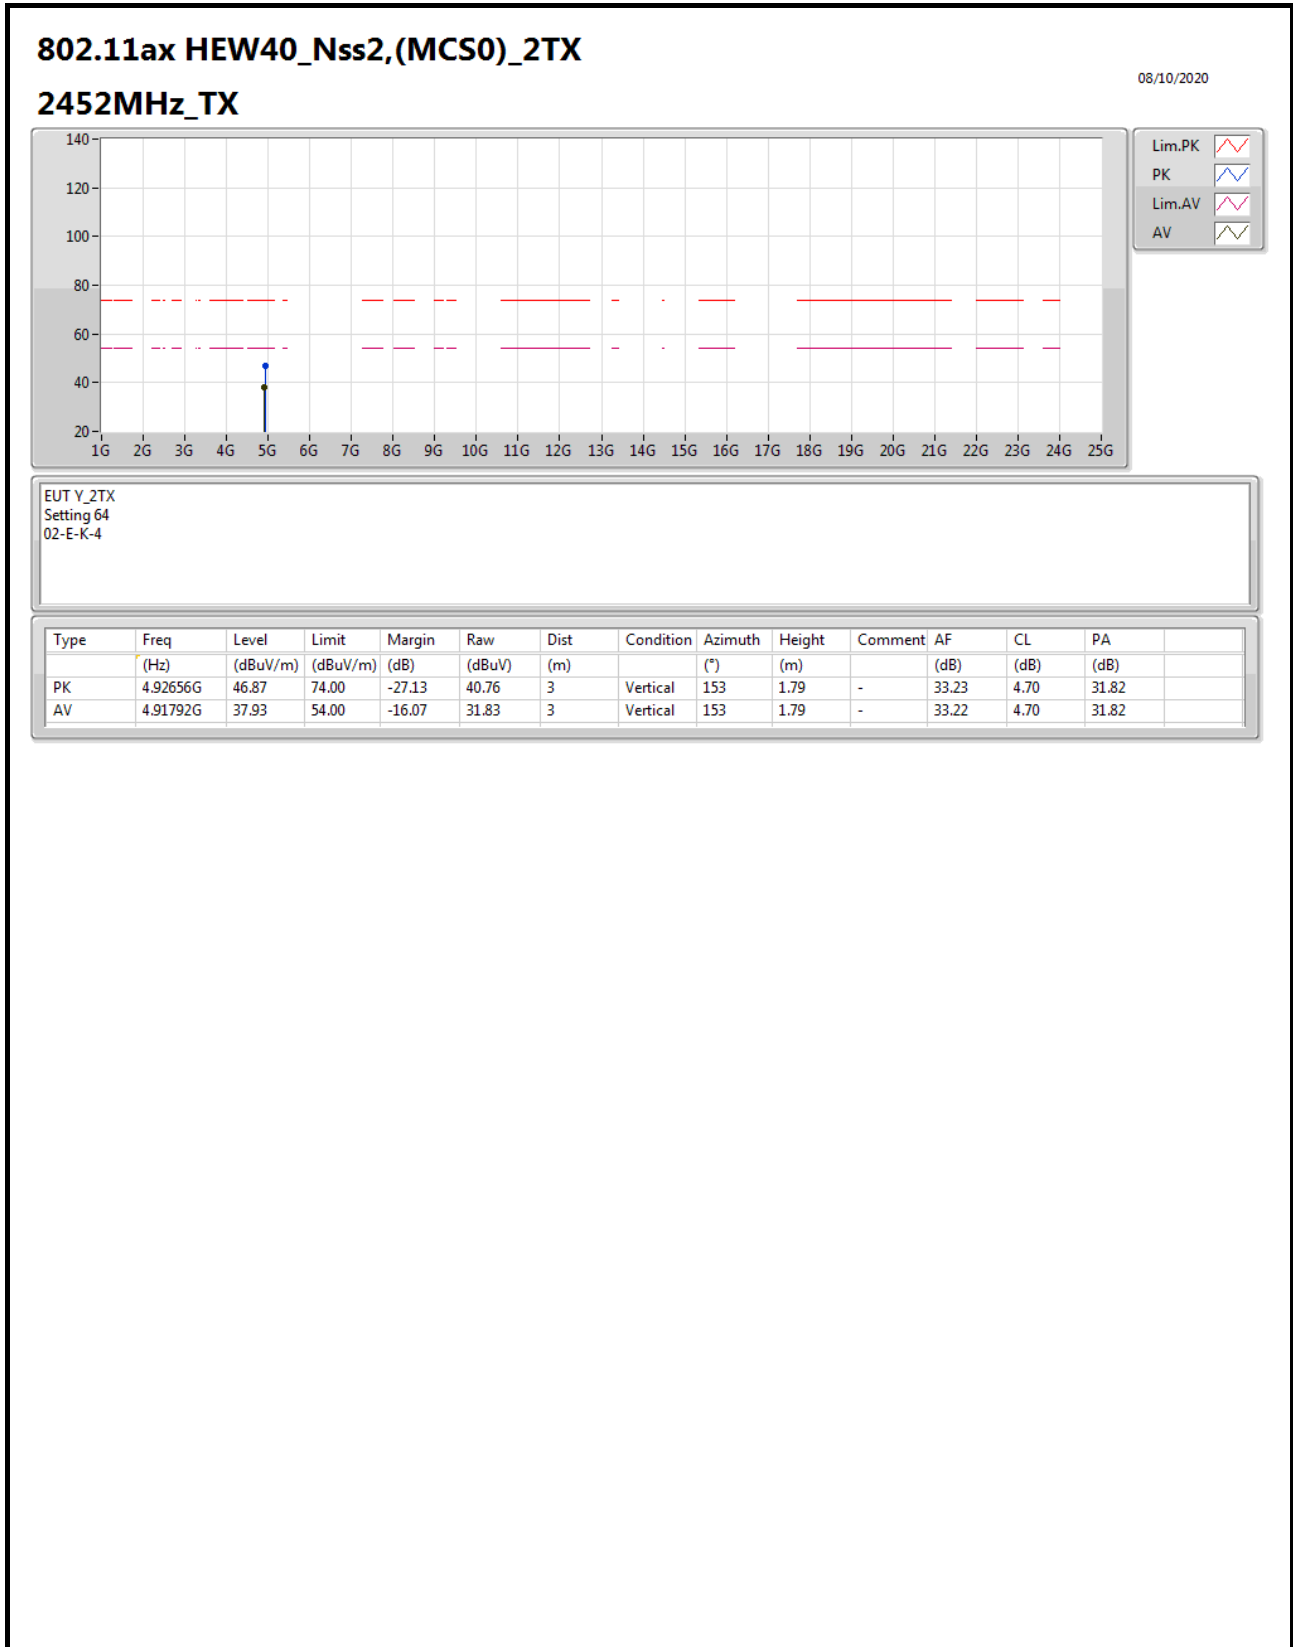 802.11ax HEW40_Nss2,(MCS0)_2TX
08/10/2020
2452MHz_TX
140
120
100
80
60
40
20
1G 2G 3G 4G 5G 6G 7G 8G 9G 10G 11G 12G 13G 14G 15G 16G 17G 18G 19G 20G 21G 22G 23G 24G 25G
Lim.PK
PK
Lim.AV
AV
EUT Y_2TX
Setting 64
02-E-K-4
Type Freq Level Limit Margin Raw Dist Condition Azimuth Height Comment AF CL PA
(Hz) (dBuV/m) (dBuV/m) (dB) (dBuV) (m) (°) (m) (dB) (dB) (dB)
PK 4.92656G 46.87 74.00 -27.13 40.76 3 Vertical 153 1.79 - 33.23 4.70 31.82
AV 4.91792G 37.93 54.00 -16.07 31.83 3 Vertical 153 1.79 - 33.22 4.70 31.82